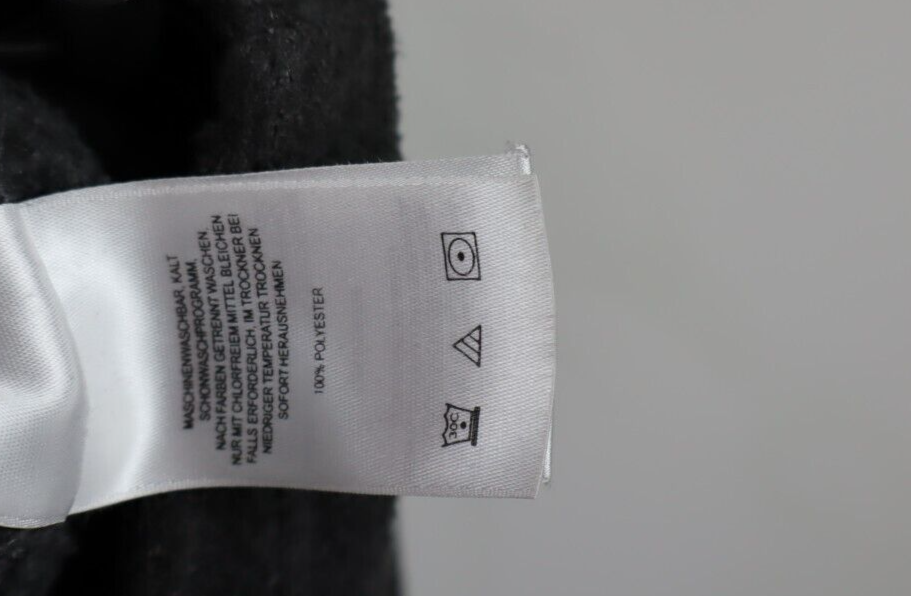 MASCHINENWASCHBAR, KALT
SCHONWASCHPROGRAMM.
NACH FARBEN GETRENNT WASCHEN.
NUR MIT CHLORFREIEM MITTEL BLEICHEN
FALLS ERFORDERLICH, IM TROCKNER BEI
NIEDRIGER TEMPERATUR TROCKNEN
SOFORT HERAUSNEHMEN
100% POLYESTER
30C